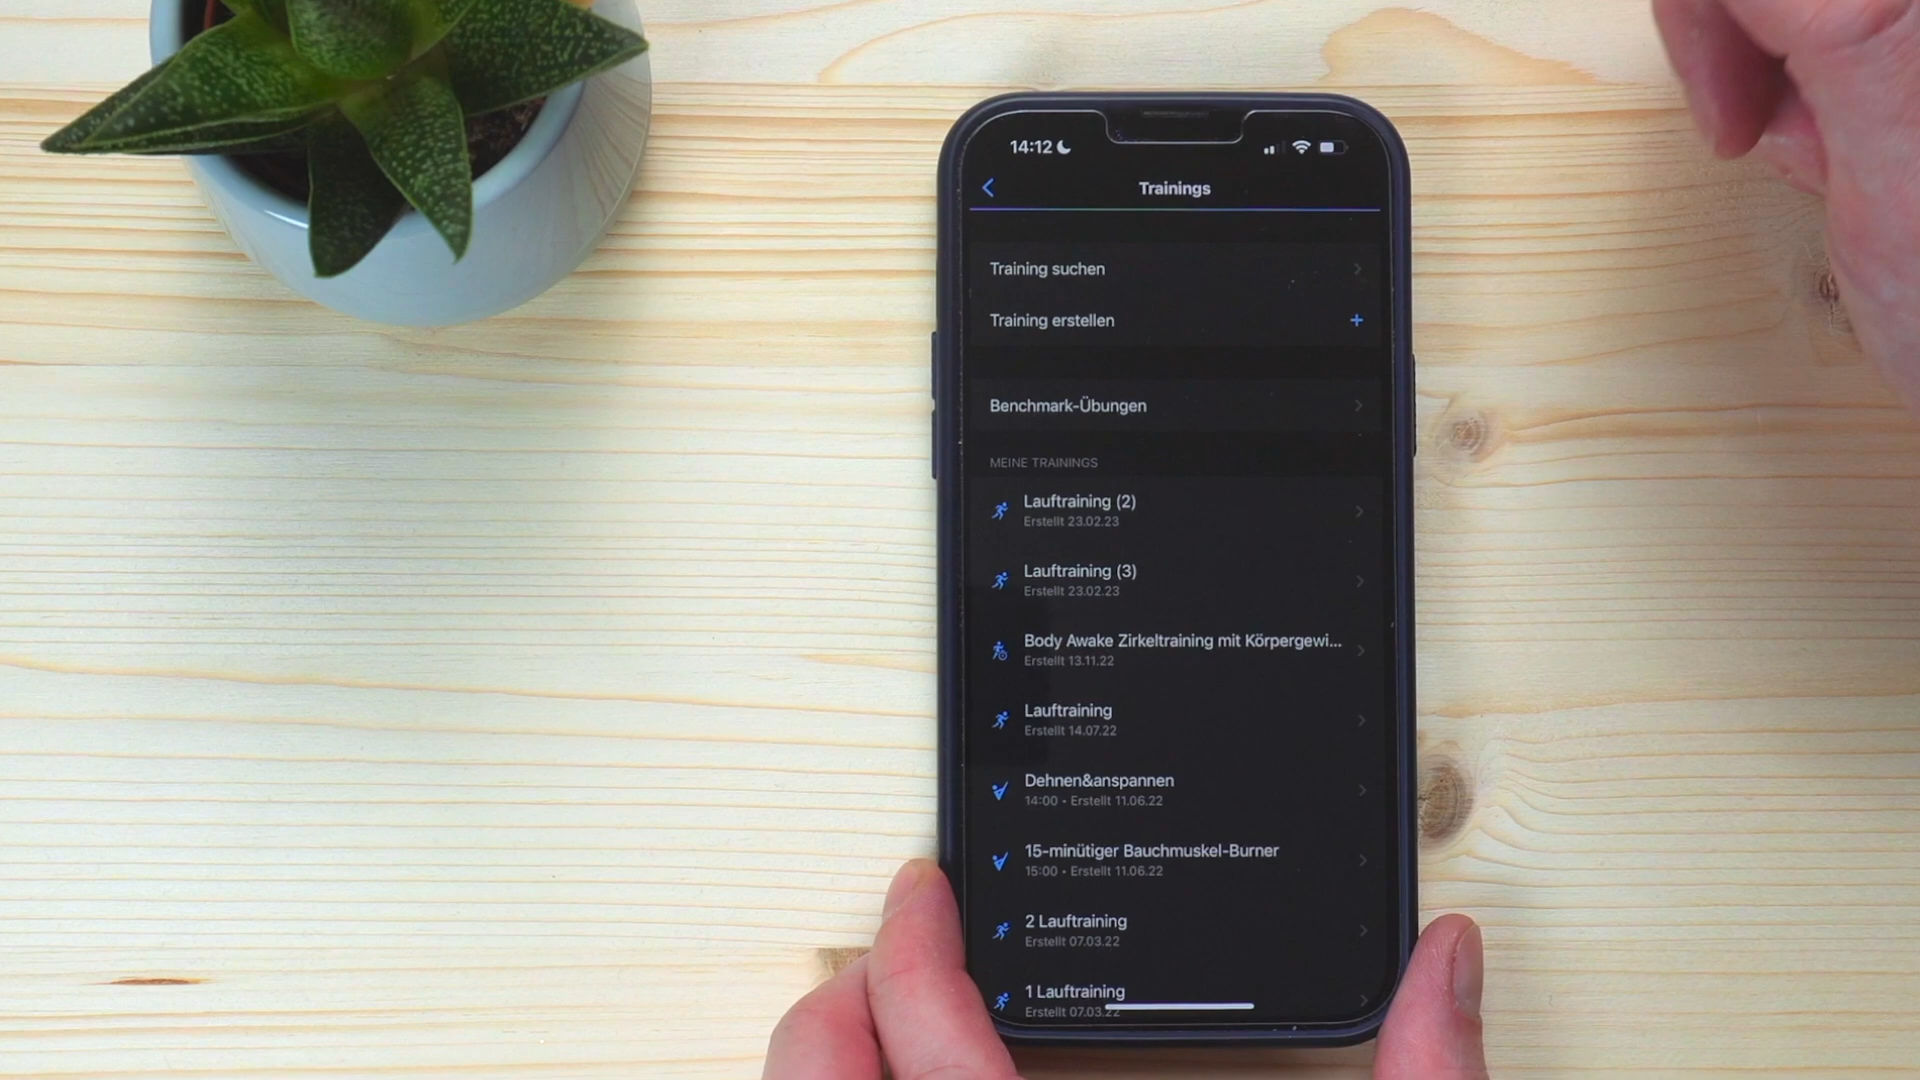 14:12
Trainings
Training suchen
Training erstellen
Benchmark-Übungen
MEINE TRAININGS
Lauftraining (2)
Erstellt 23.02.23
Lauftraining (3)
Erstellt 23.02.23
Body Awake Zirkeltraining mit Körpergewi...
Erstellt 13.11.22
Lauftraining
Erstellt 14.07.22
Dehnen&anspannen
14:00 • Erstellt 11.06.22
15-minütiger Bauchmuskel-Burner
15:00 • Erstellt 11.06.22
2 Lauftraining
Erstellt 07.03.22
1 Lauftraining
Erstellt 07.03.22